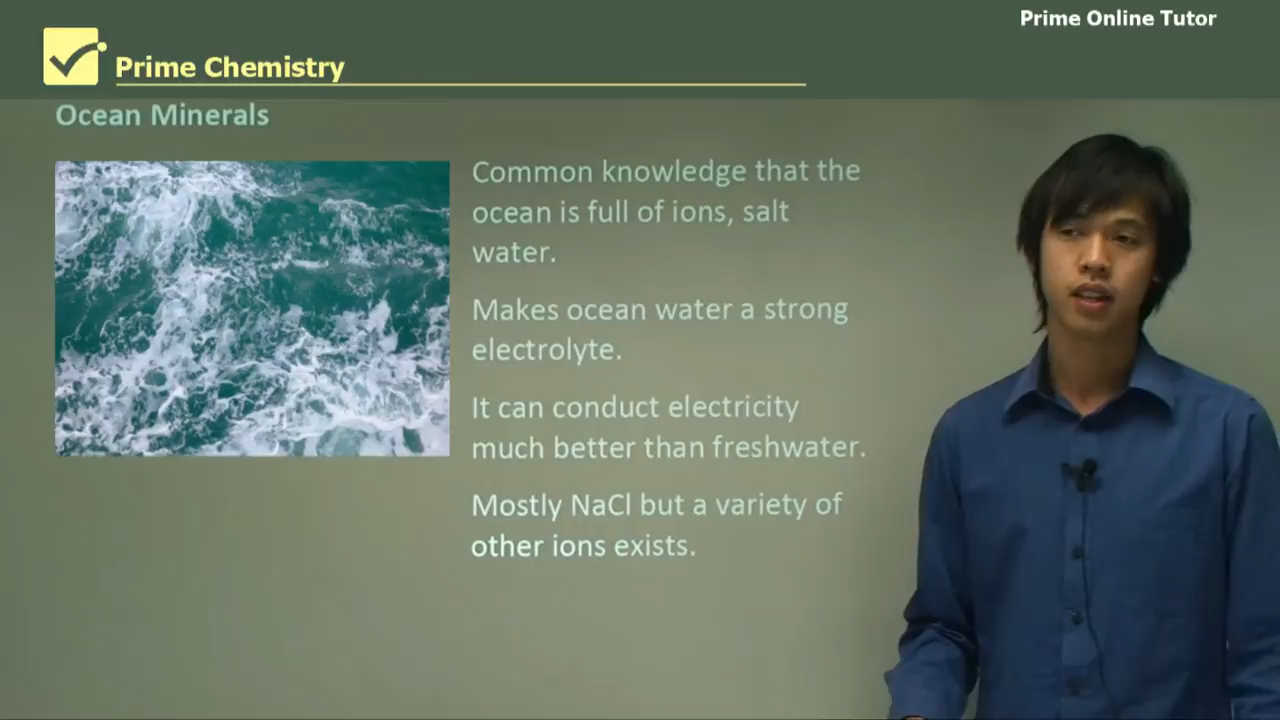 Prime Online Tutor
Prime Chemistry
Ocean Minerals
Common knowledge that the
ocean is full of ions, salt
water.
Makes ocean water a strong
electrolyte.
It can conduct electricity
much better than freshwater.
Mostly NaCl but a variety of
other ions exists.